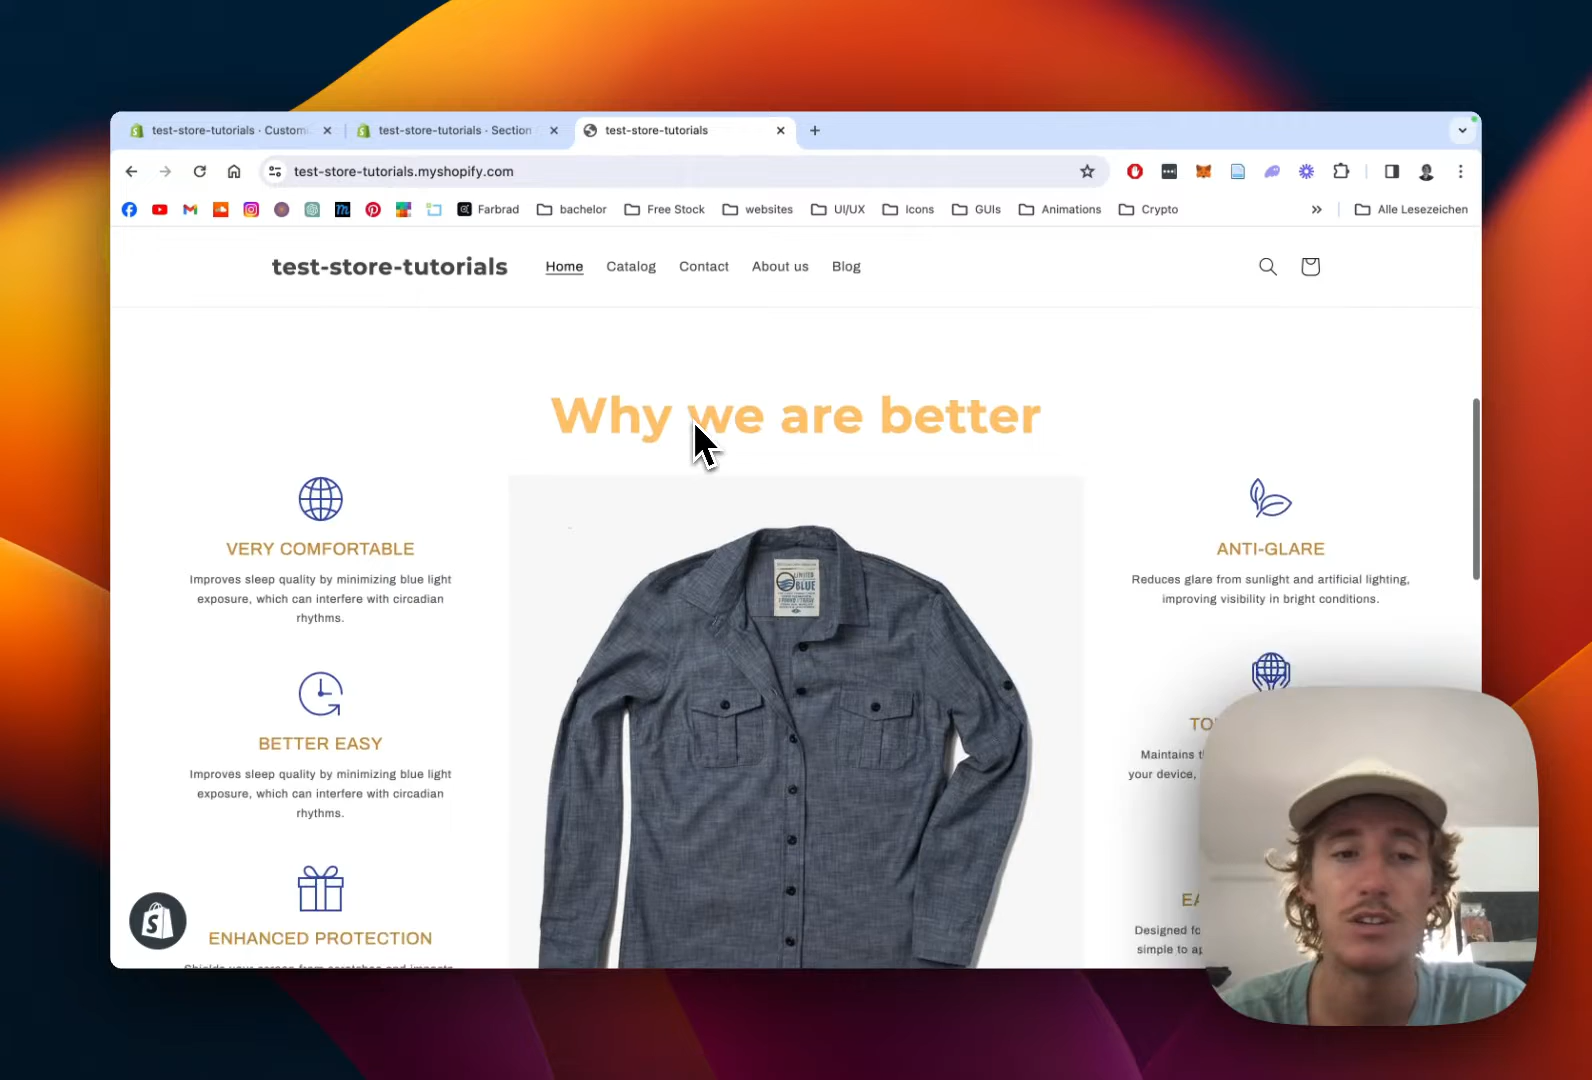 test-store-tutorials · Custom
test-store-tutorials · Section
test-store-tutorials
test-store-tutorials.myshopify.com
Farbrad
bachelor
Free Stock
websites
UI/UX
Icons
GUIs
Animations
Crypto
Alle Lesezeichen
test-store-tutorials
Home
Catalog
Contact
About us
Blog
Why we are better
VERY COMFORTABLE
Improves sleep quality by minimizing blue light
exposure, which can interfere with circadian
rhythms.
BETTER EASY
Improves sleep quality by minimizing blue light
exposure, which can interfere with circadian
rhythms.
ENHANCED PROTECTION
LIMITED
BLUE
ANTI-GLARE
Reduces glare from sunlight and artificial lighting,
improving visibility in bright conditions.
Maintains
your device,
Designed
simple to